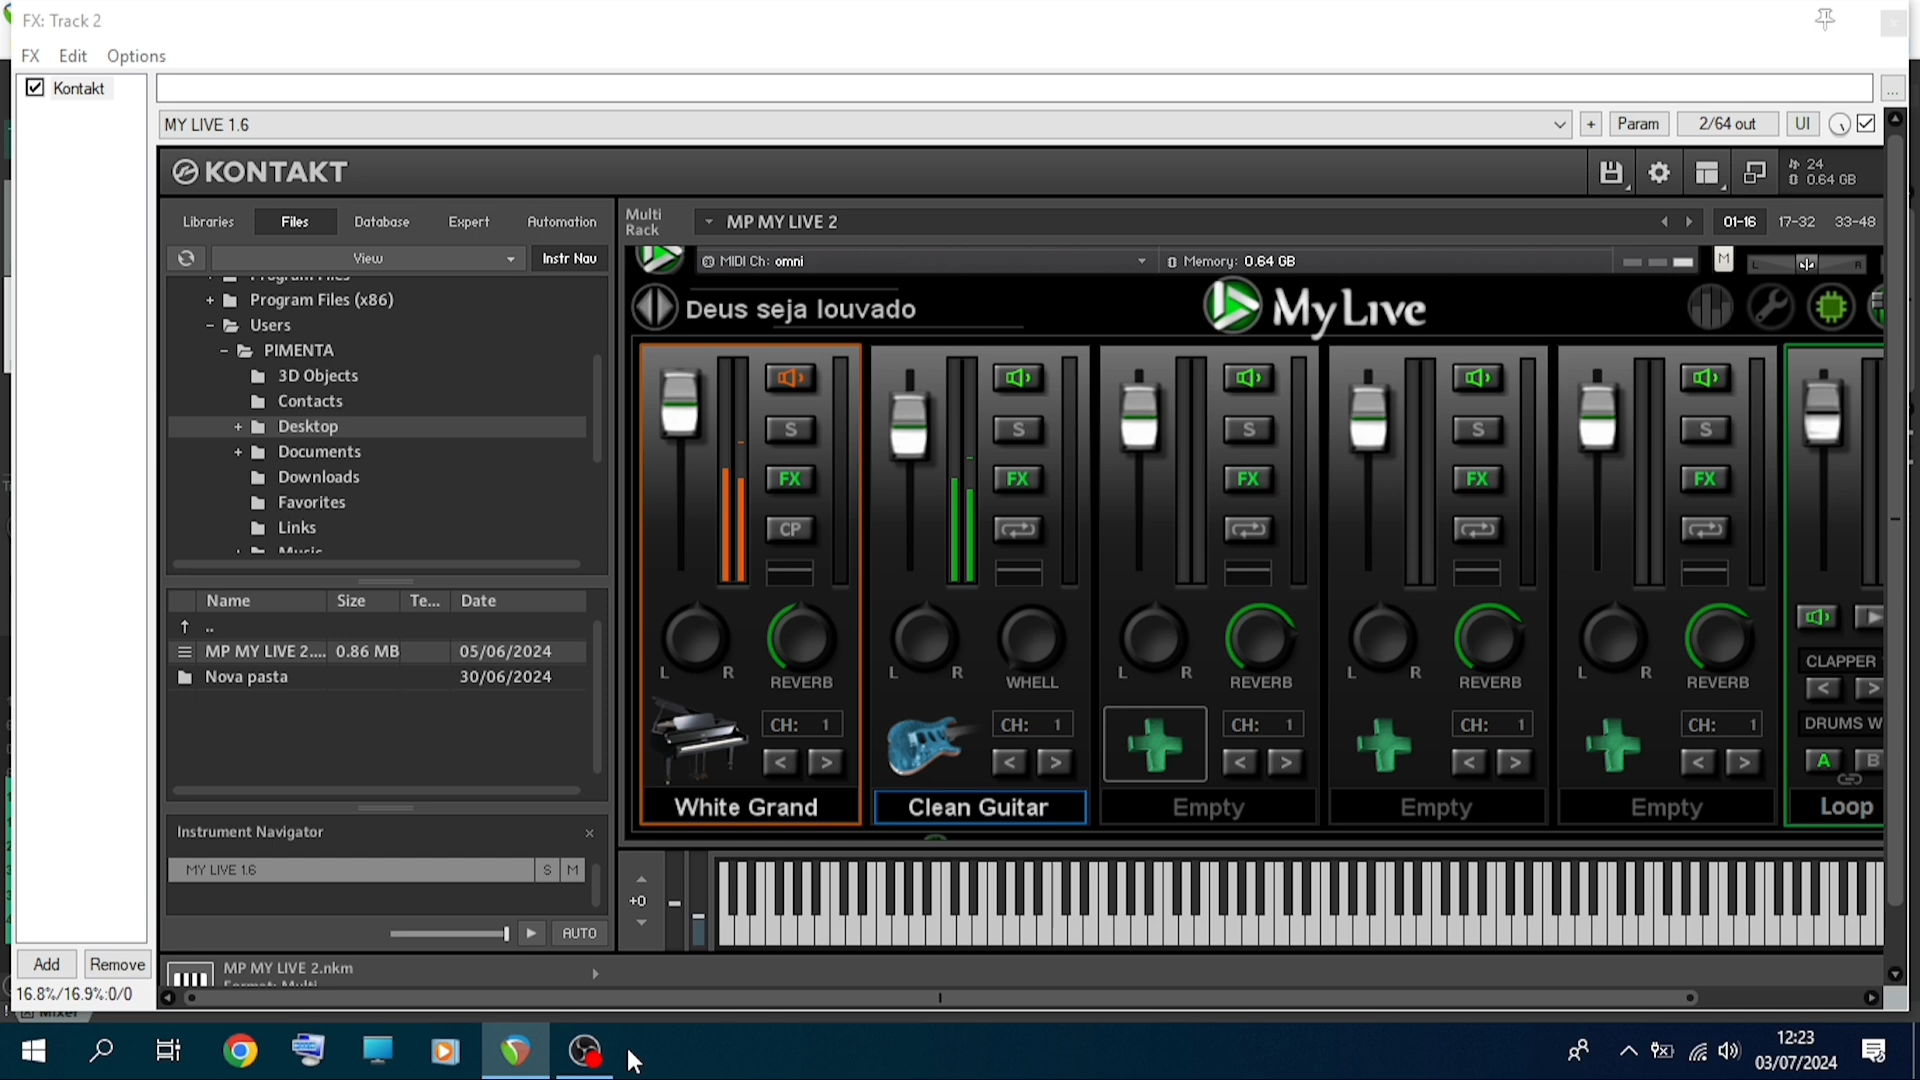 FX: Track 2
FX Edit Options
Kontakt
...
MY LIVE 1.6
+ Param 2/64 out UI
KONTAKT
24
0.64 GB
Libraries Files Database Expert Automation
Multi Rack
MP MY LIVE 2
01-16 17-32 33-48
View
Instr Nav
MIDI Ch: omni
Memory: 0.64 GB
M
L R
Program Files
Program Files (x86)
Users
PIMENTA
3D Objects
Contacts
Desktop
Documents
Downloads
Favorites
Links
Music
Deus seja louvado
My Live
S S S S S
FX FX FX FX FX
CP
L R REVERB
L R WHELL
L R REVERB
L R REVERB
L R REVERB
CLAPPER
< >
CH: 1 CH: 1 CH: 1 CH: 1 CH: 1
DRUMS W
< > < > < > < > < >
A B
White Grand
Clean Guitar
Empty
Empty
Empty
Loop
Name Size Te... Date
..
MP MY LIVE 2.... 0.86 MB 05/06/2024
Nova pasta 30/06/2024
Instrument Navigator
MY LIVE 1.6 S M
AUTO
+0
MP MY LIVE 2.nkm
Format: Multi
Add Remove
16.8%/16.9%:0/0
Mixer
12:23
03/07/2024